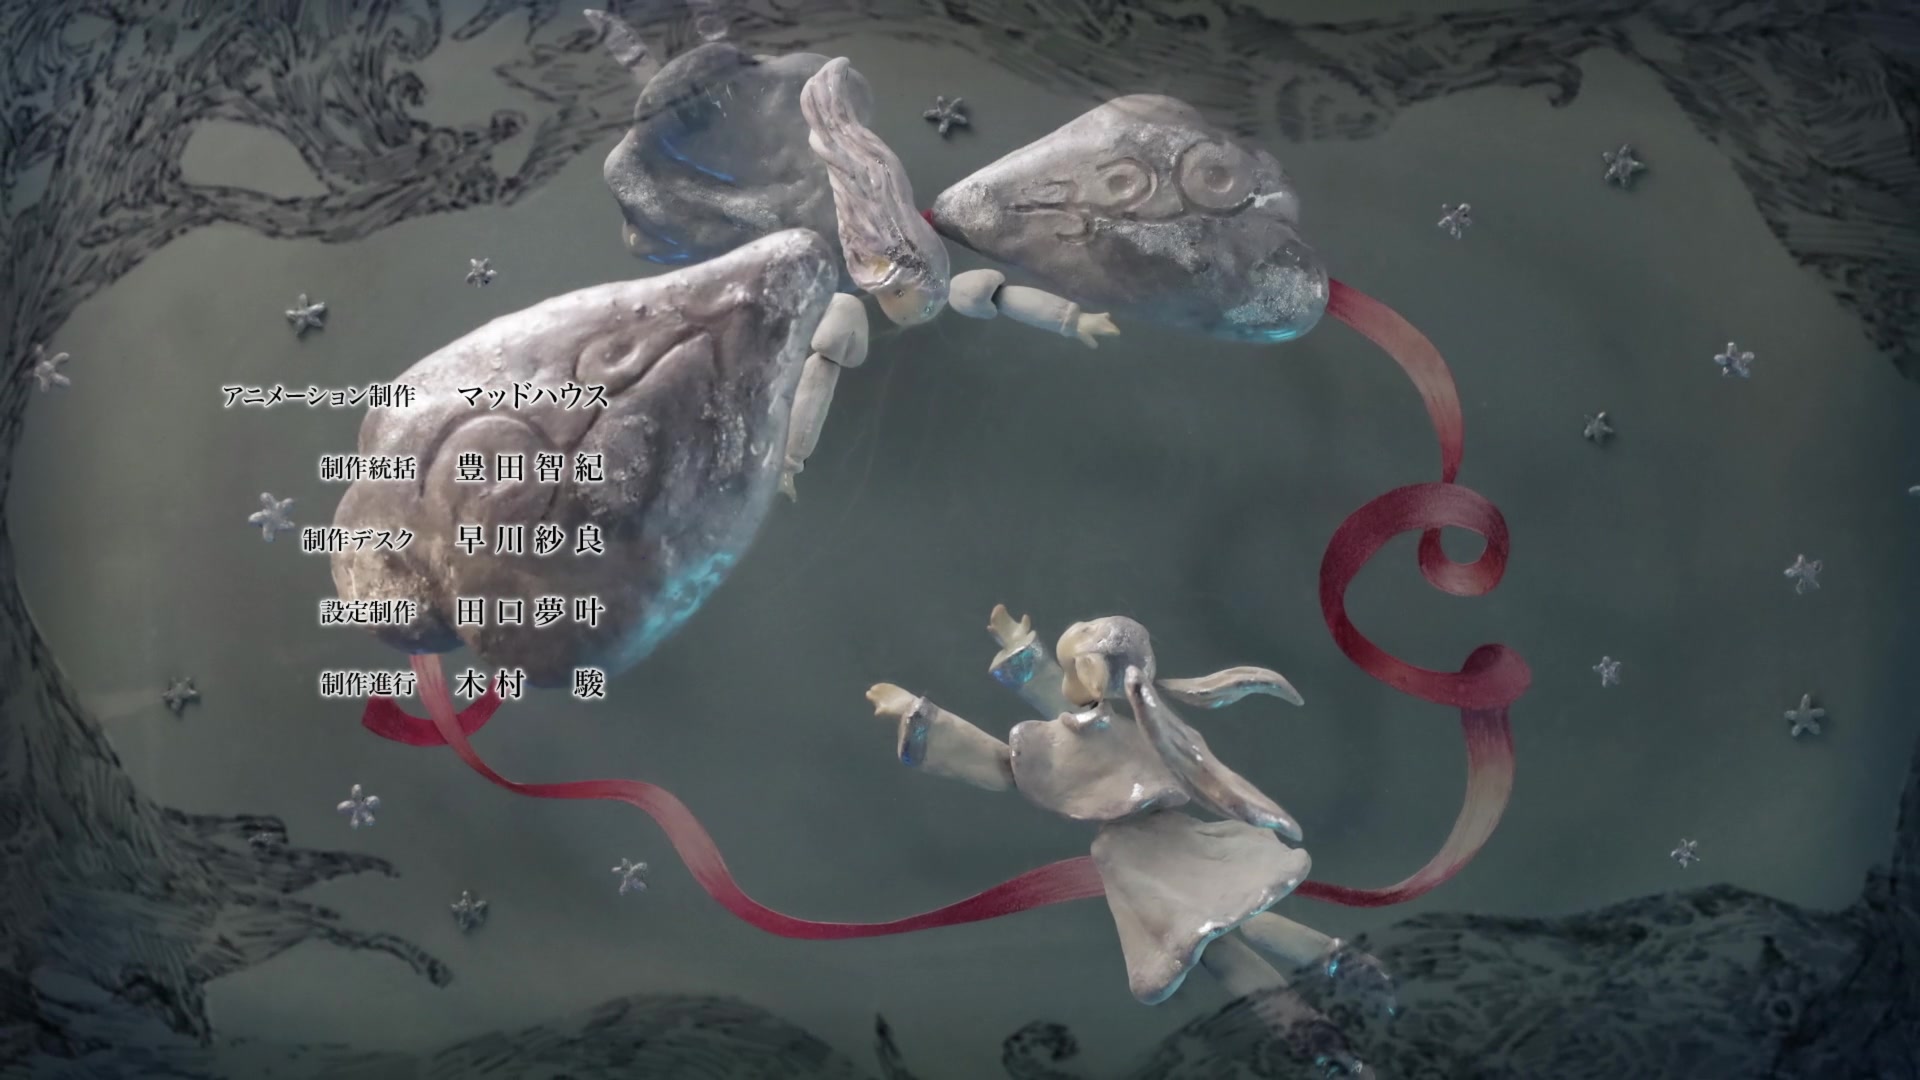 アニメーション制作 マッドハウス
制作統括 豊田智紀
制作デスク 早川紗良
設定制作 田口夢叶
制作進行 木村 駿